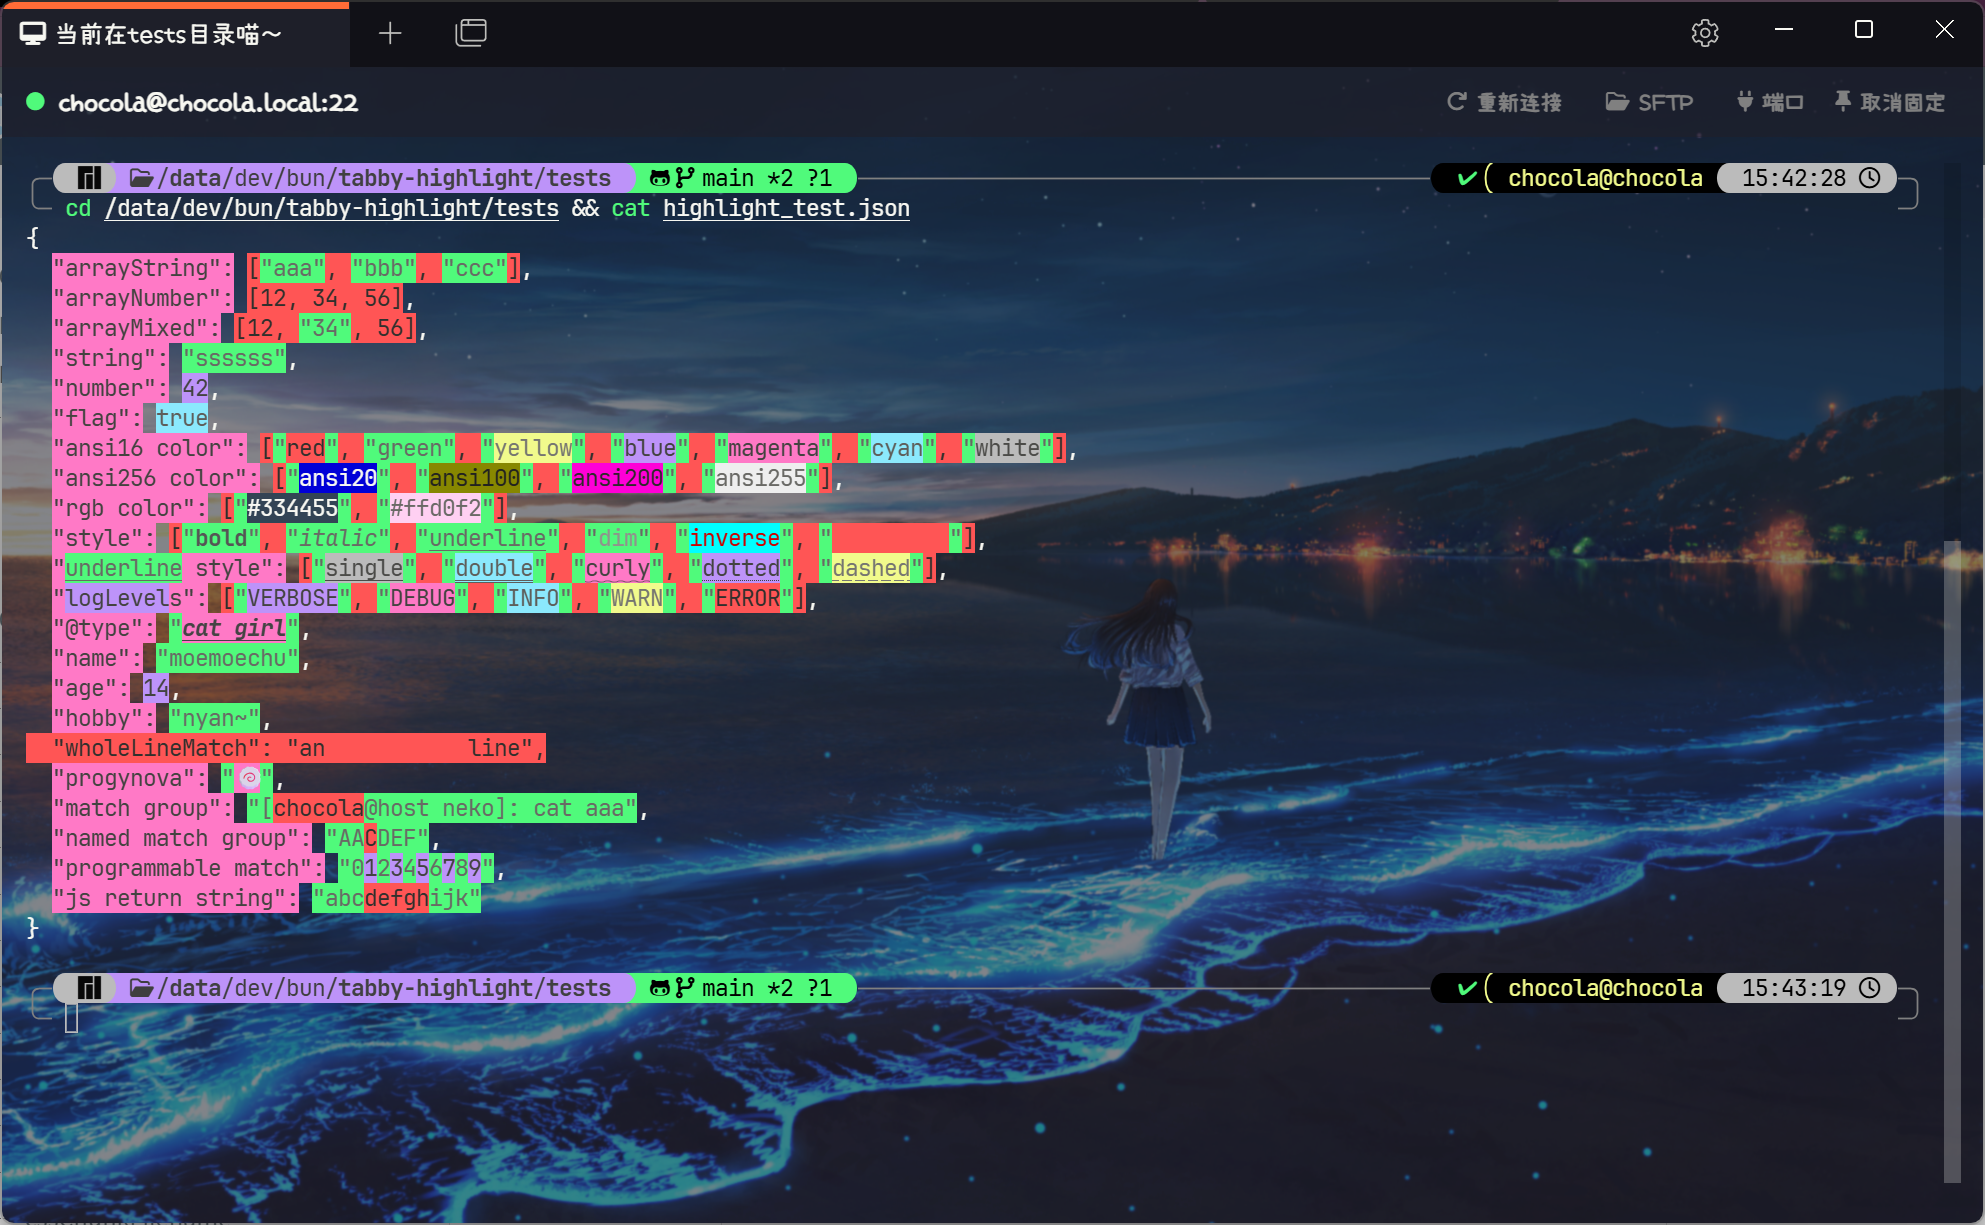 当前在tests目录喵～
chocola@chocola.local:22
重新连接 SFTP 端口 取消固定
/data/dev/bun/tabby-highlight/tests main *2 ?1 ✔ ( chocola@chocola 15:42:28
cd /data/dev/bun/tabby-highlight/tests && cat highlight_test.json
{
"arrayString": ["aaa", "bbb", "ccc"],
"arrayNumber": [12, 34, 56],
"arrayMixed": [12, "34", 56],
"string": "ssssss",
"number": 42,
"flag": true,
"ansi16 color": ["red", "green", "yellow", "blue", "magenta", "cyan", "white"],
"ansi256 color": ["ansi20", "ansi100", "ansi200", "ansi255"],
"rgb color": ["#334455", "#ffd0f2"],
"style": ["bold", "italic", "underline", "dim", "inverse", "         "],
"underline style": ["single", "double", "curly", "dotted", "dashed"],
"logLevels": ["VERBOSE", "DEBUG", "INFO", "WARN", "ERROR"],
"@type": "cat girl",
"name": "moemoechu",
"age": 14,
"hobby": "nyan~",
"wholeLineMatch": "an           line",
"progynova": "🍥",
"match group": "[chocola@host neko]: cat aaa",
"named match group": "AACDEF",
"programmable match": "0123456789",
"js return string": "abcdefghijk"
}
/data/dev/bun/tabby-highlight/tests main *2 ?1 ✔ ( chocola@chocola 15:43:19